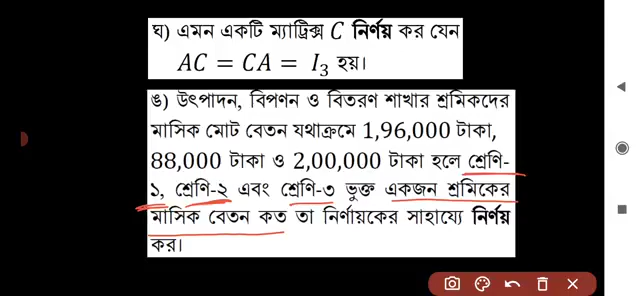 ঘ) এমন একটি ম্যাট্রিক্স C নির্ণয় কর যেন
AC = CA = I₃ হয়।
ঙ) উৎপাদন, বিপণন ও বিতরণ শাখার শ্রমিকদের
মাসিক মোট বেতন যথাক্রমে 1,96,000 টাকা,
88,000 টাকা ও 2,00,000 টাকা হলে শ্রেণি-
১, শ্রেণি-২ এবং শ্রেণি-৩ ভুক্ত একজন শ্রমিকের
মাসিক বেতন কত তা নির্ণায়কের সাহায্যে নির্ণয়
কর।